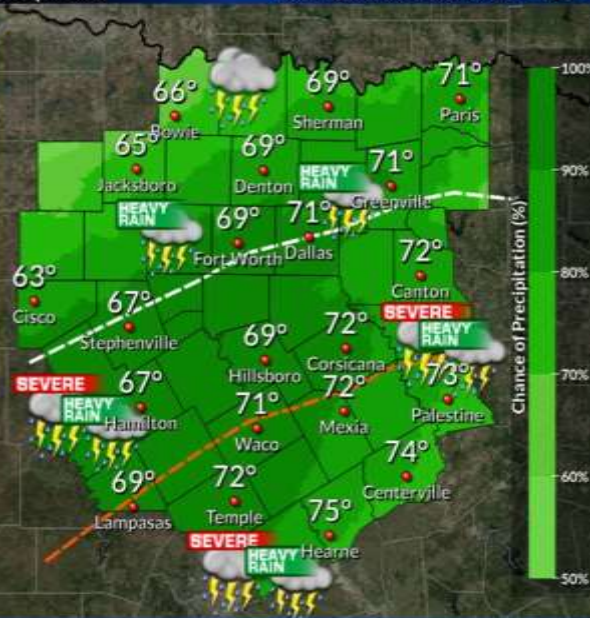 66°
Bowie
69°
Sherman
71°
Paris
65°
Jacksboro
69°
Denton
HEAVY
RAIN
71°
Greenville
HEAVY
RAIN
69°
Fort Worth
71°
Dallas
63°
Cisco
67°
Stephenville
72°
Canton
SEVERE
HEAVY
RAIN
69°
Hillsboro
72°
Corsicana
73°
Palestine
SEVERE
HEAVY
RAIN
67°
Hamilton
71°
Waco
72°
Mexia
69°
Lampasas
72°
Temple
74°
Centerville
75°
Hearne
SEVERE
HEAVY
RAIN
100%
90%
80%
70%
60%
50%
Chance of Precipitation (%)